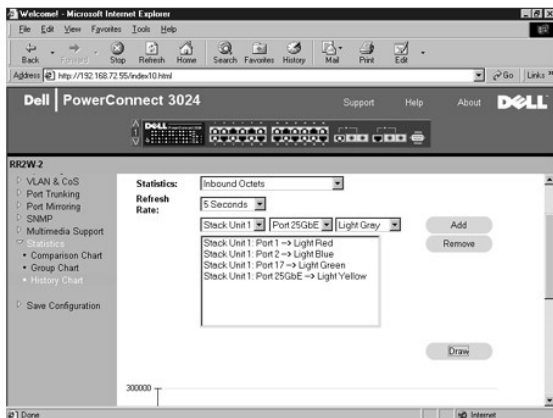 Welcome! - Microsoft Internet Explorer
File Edit View Favorites Tools Help
Back Forward Stop Refresh Home Search Favorites History Mail Print Edit
Address http://192.168.72.55/index10.html Go Links »
Dell | PowerConnect 3024 Support Help About DELL
DELL
RR2W-2
VLAN & CoS
Port Trunking
Port Mirroring
SNMP
Multimedia Support
Statistics
Comparison Chart
Group Chart
History Chart
Save Configuration
Statistics: Inbound Octets
Refresh Rate: 5 Seconds
Stack Unit 1 Port 25GbE Light Gray Add
Remove
Stack Unit 1: Port 1 --> Light Red
Stack Unit 1: Port 2 --> Light Blue
Stack Unit 1: Port 17 --> Light Green
Stack Unit 1: Port 25GbE --> Light Yellow
Draw
300000
Done Internet